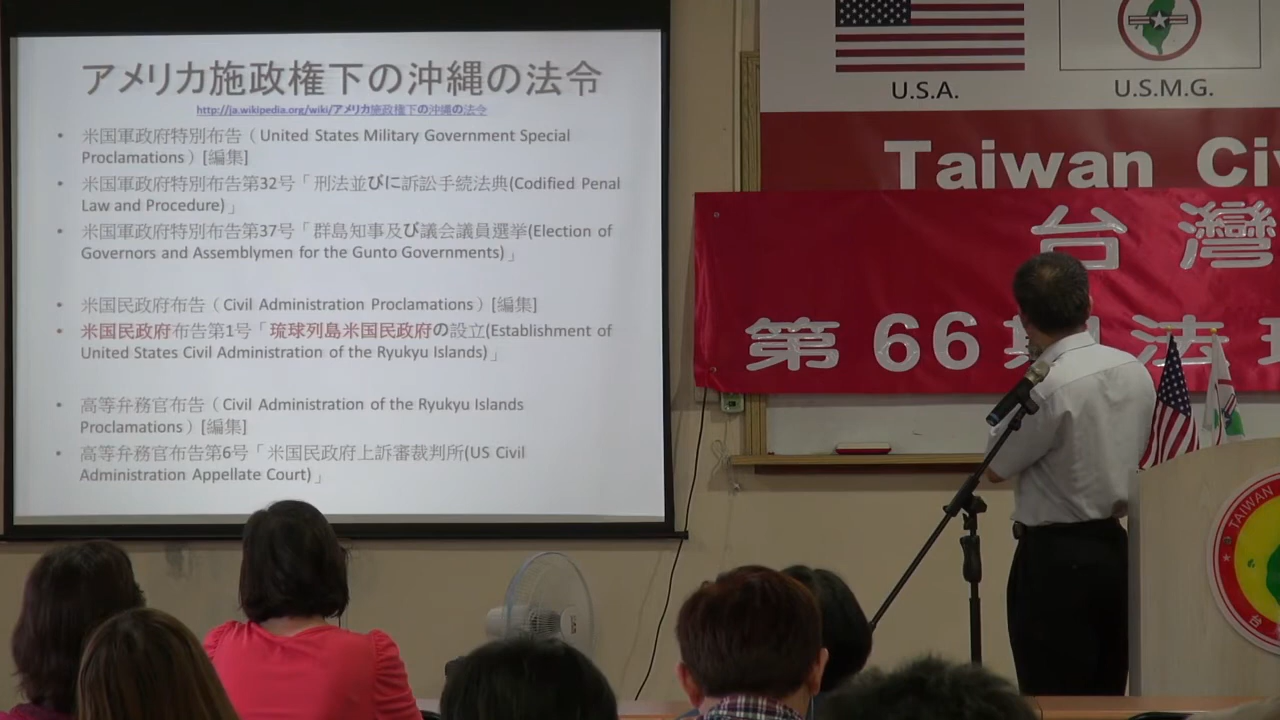 アメリカ施政権下の沖縄の法令
http://ja.wikipedia.org/wiki/アメリカ施政権下の沖縄の法令
• 米国軍政府特別布告（United States Military Government Special
Proclamations）[編集]
• 米国軍政府特別布告第32号「刑法並びに訴訟手続法典(Codified Penal
Law and Procedure)」
• 米国軍政府特別布告第37号「群島知事及び議会議員選挙(Election of
Governors and Assemblymen for the Gunto Governments)」
• 米国民政府布告（Civil Administration Proclamations）[編集]
• 米国民政府布告第1号「琉球列島米国民政府の設立(Establishment of
United States Civil Administration of the Ryukyu Islands)」
• 高等弁務官布告（Civil Administration of the Ryukyu Islands
Proclamations）[編集]
• 高等弁務官布告第6号「米国民政府上訴審裁判所(US Civil
Administration Appellate Court)」
U.S.A.
U.S.M.G.
Taiwan Civ
台灣
第66期法理
TAIWAN